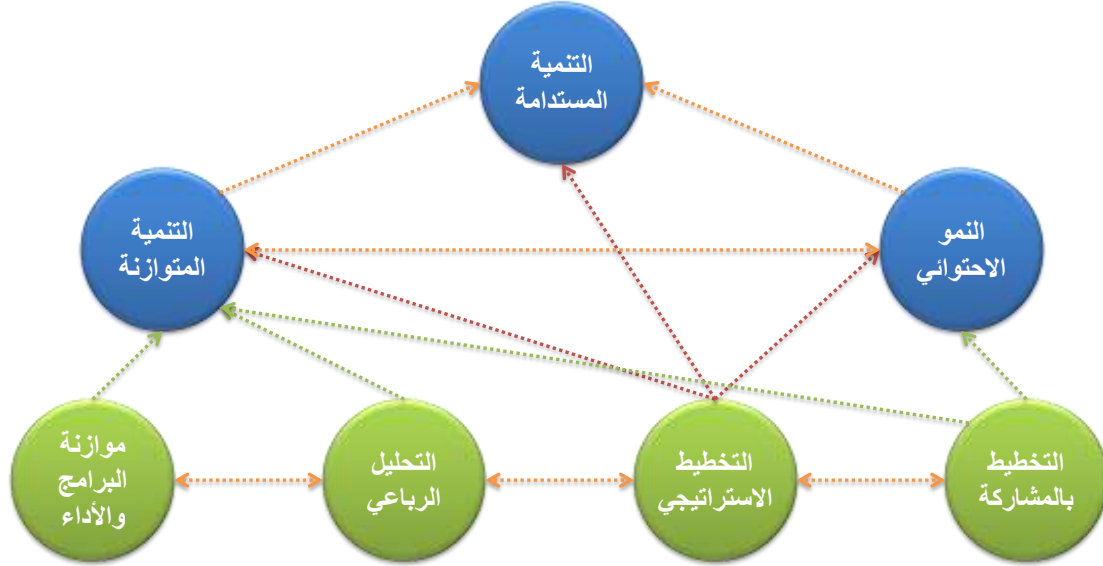 التنمية
المستدامة
النمو
الاحتوائي
التنمية
المتوازنة
التخطيط
بالمشاركة
التخطيط
الاستراتيجي
التحليل
الرباعي
موازنة
البرامج
والأداء